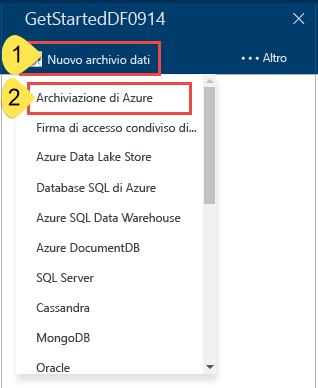 GetStartedDF0914
1 Nuovo archivio dati ••• Altro
2 Archiviazione di Azure
Firma di accesso condiviso di...
Azure Data Lake Store
Database SQL di Azure
Azure SQL Data Warehouse
Azure DocumentDB
SQL Server
Cassandra
MongoDB
Oracle